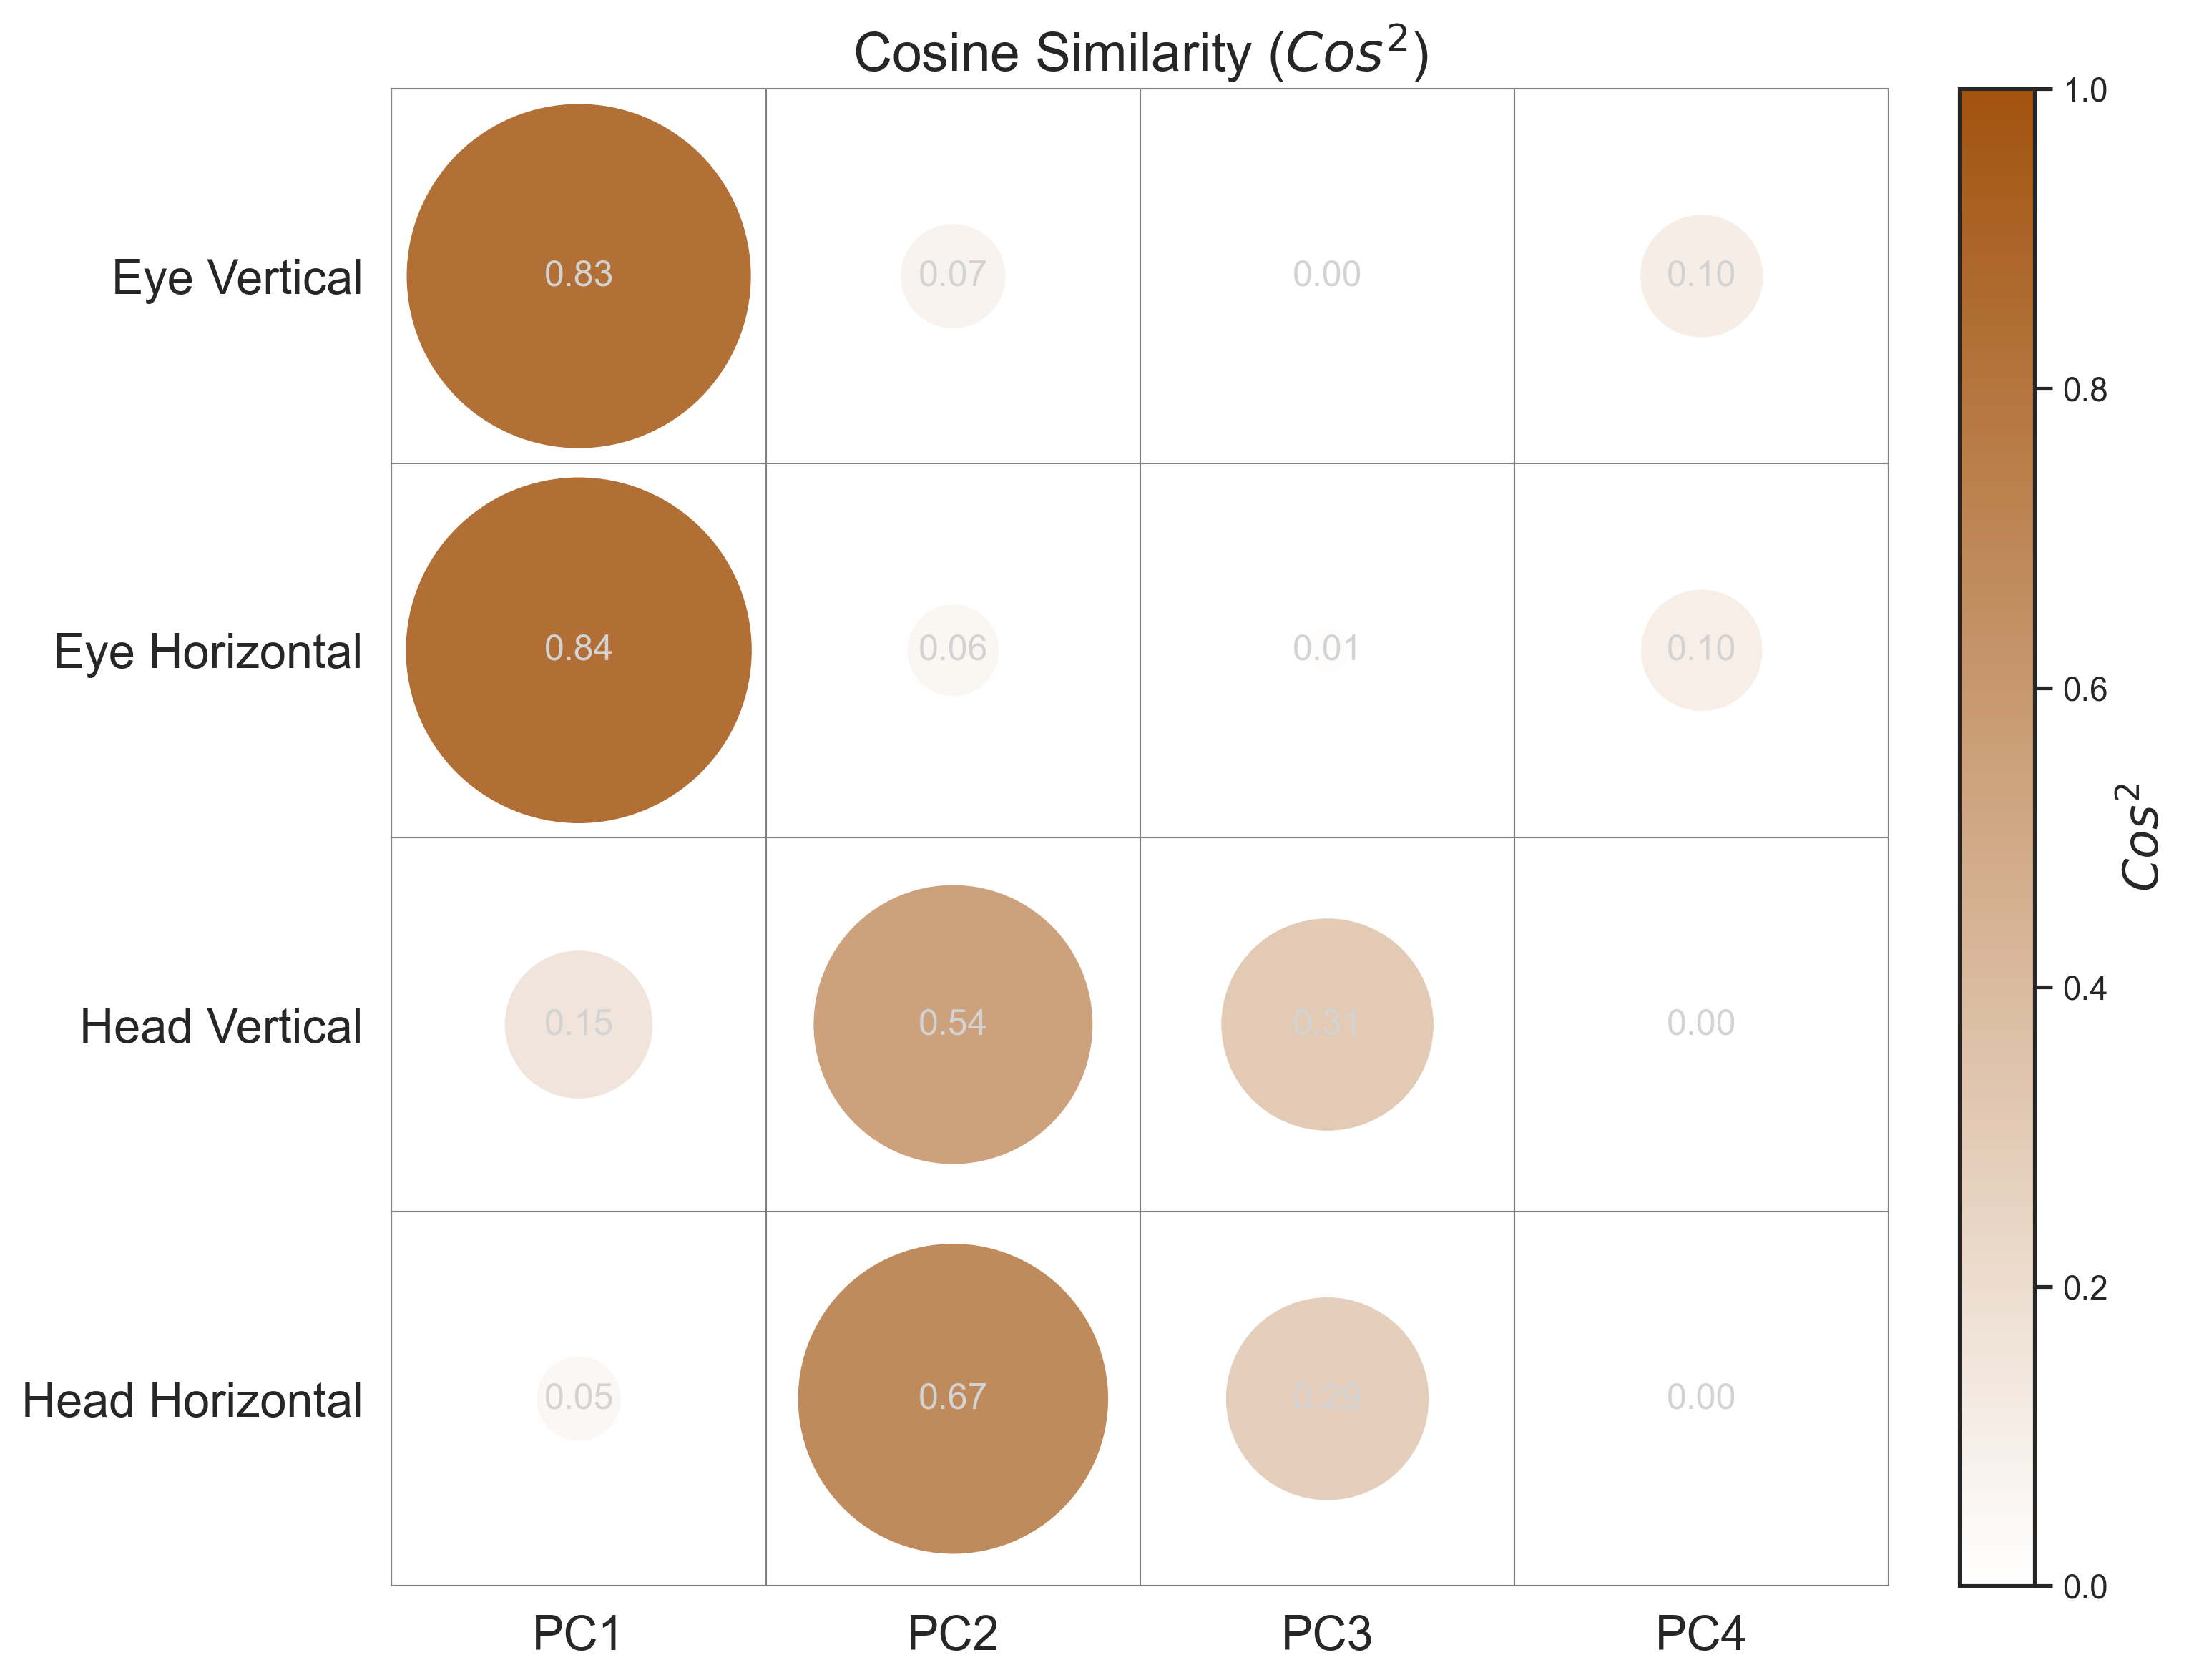 Cosine Similarity (Cos²)
Eye Vertical 0.83 0.07 0.00 0.10
Eye Horizontal 0.84 0.06 0.01 0.10
Head Vertical 0.15 0.54 0.31 0.00
Head Horizontal 0.05 0.67 0.00
PC1 PC2 PC3 PC4
1.0
0.8
0.6
0.4
0.2
0.0
Cos²